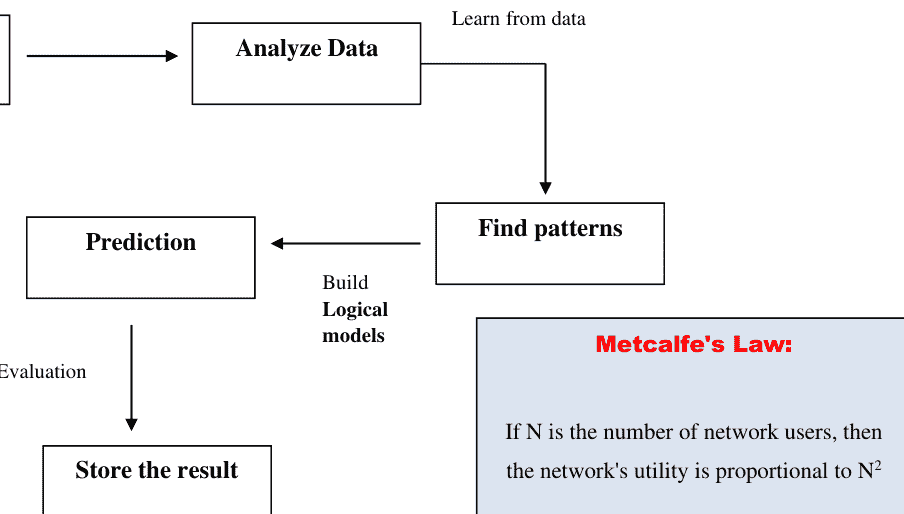 Learn from data
Analyze Data
Find patterns
Prediction
Build
Logical
models
Evaluation
Store the result
Metcalfe's Law:
If N is the number of network users, then
the network's utility is proportional to N²